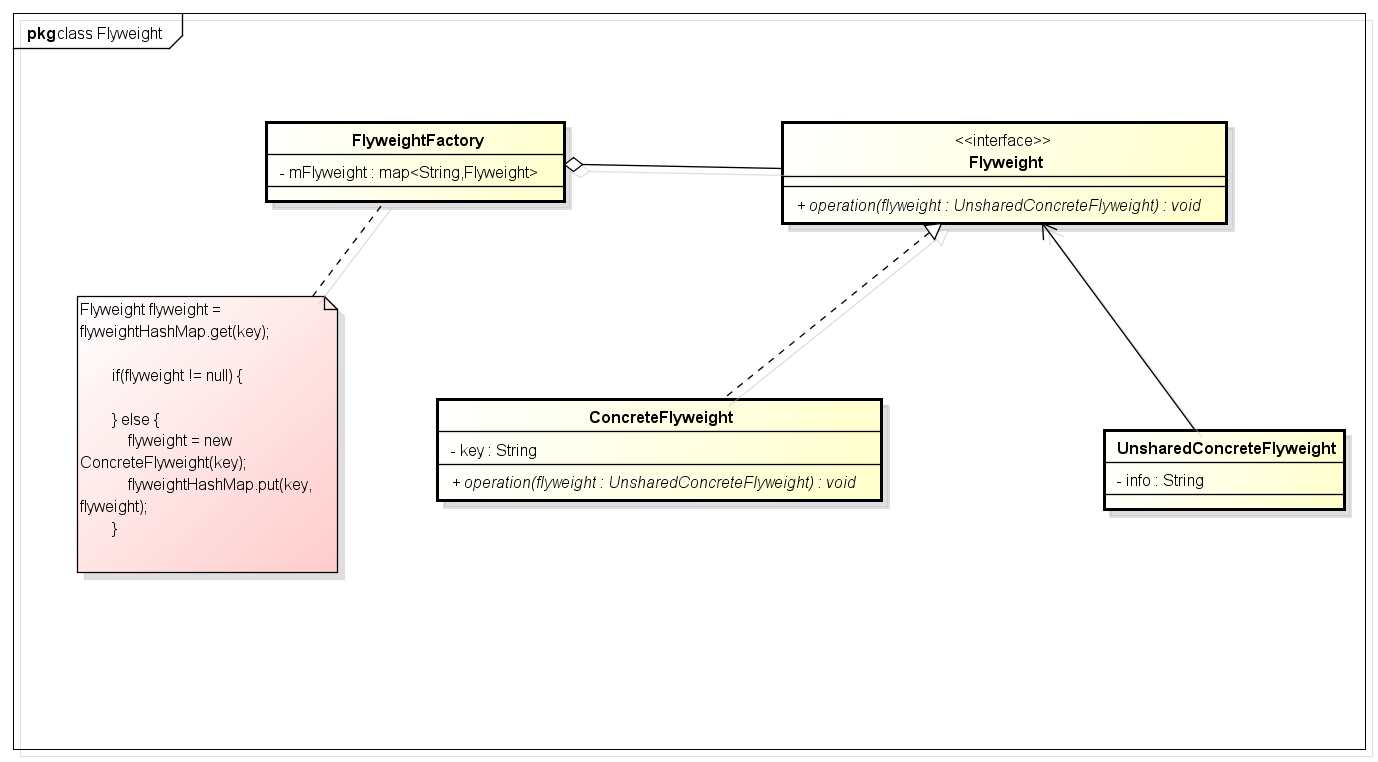 pkg class Flyweight
FlyweightFactory
- mFlyweight : map<String,Flyweight>
<<interface>>
Flyweight
+ operation(flyweight : UnsharedConcreteFlyweight) : void
Flyweight flyweight =
flyweightHashMap.get(key);
if(flyweight != null) {
} else {
flyweight = new
ConcreteFlyweight(key);
flyweightHashMap.put(key,
flyweight);
}
ConcreteFlyweight
- key : String
+ operation(flyweight : UnsharedConcreteFlyweight) : void
UnsharedConcreteFlyweight
- info : String